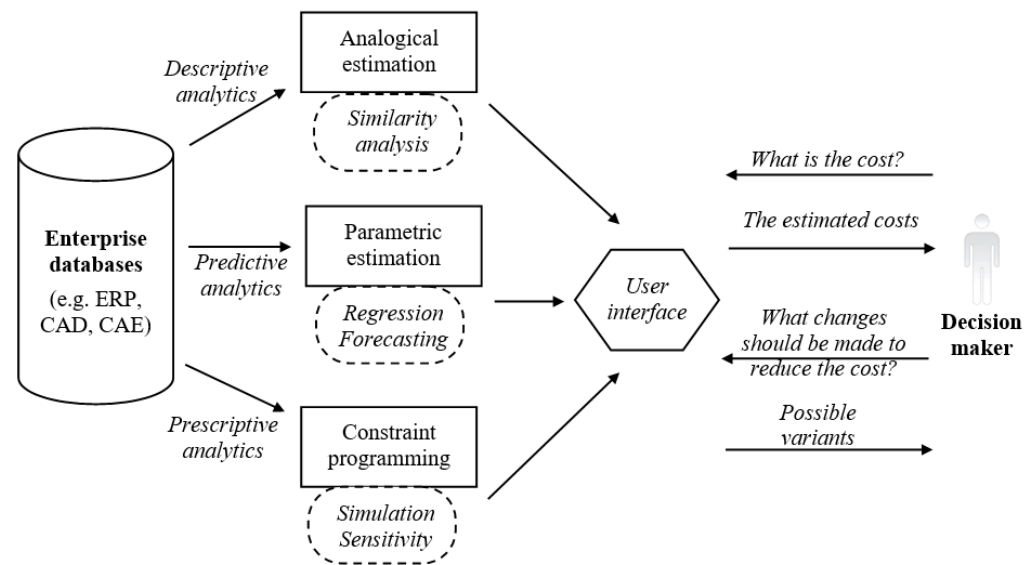 Analogical
estimation
Descriptive
analytics
Similarity
analysis
Enterprise
databases
(e.g. ERP,
CAD, CAE)
Parametric
estimation
Predictive
analytics
Regression
Forecasting
Prescriptive
analytics
Constraint
programming
Simulation
Sensitivity
User
interface
What is the cost?
The estimated costs
What changes
should be made to
reduce the cost?
Possible
variants
Decision
maker